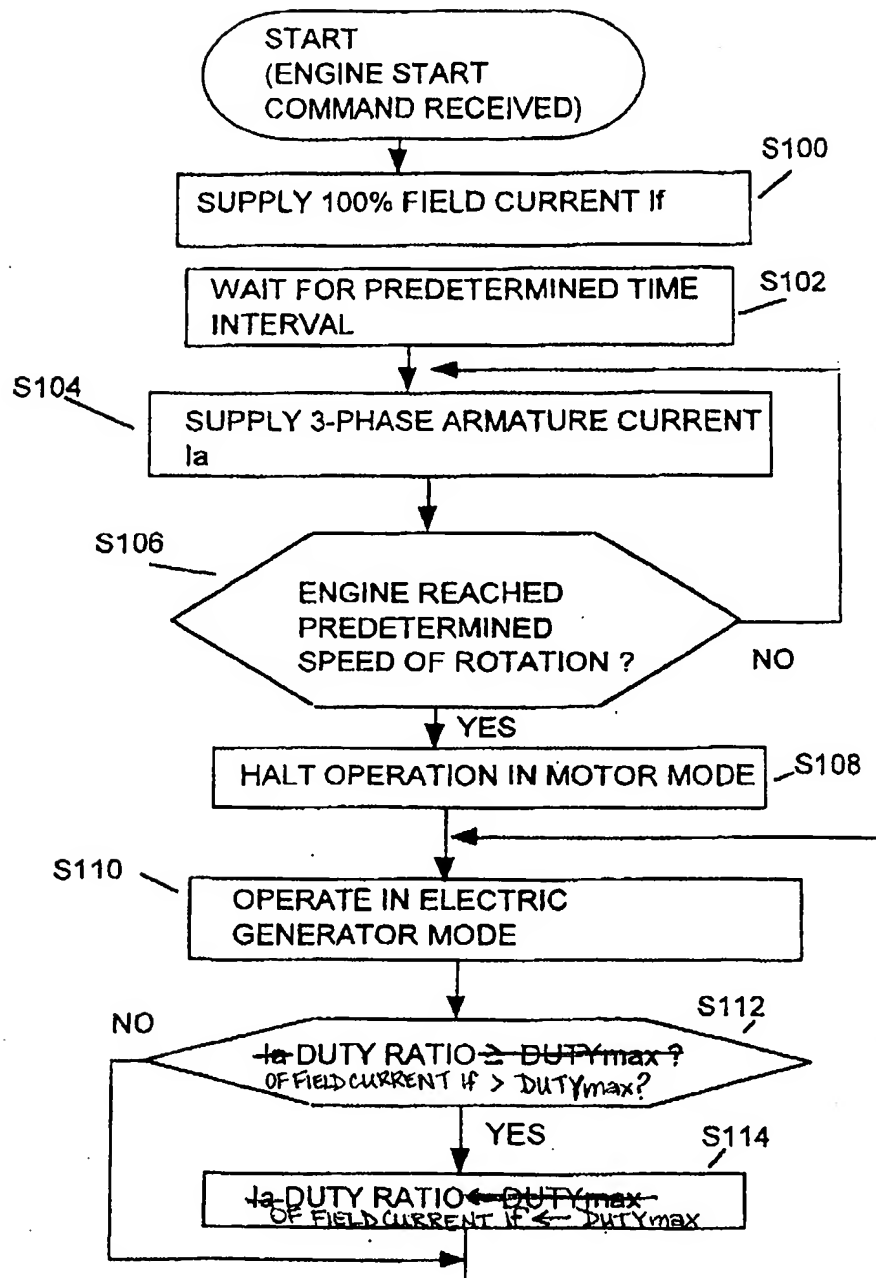 START
(ENGINE START
COMMAND RECEIVED)
S100
SUPPLY 100% FIELD CURRENT If
S102
WAIT FOR PREDETERMINED TIME
INTERVAL
S104
SUPPLY 3-PHASE ARMATURE CURRENT
Ia
S106
ENGINE REACHED
PREDETERMINED
SPEED OF ROTATION ?
NO
YES
HALT OPERATION IN MOTOR MODE
S108
S110
OPERATE IN ELECTRIC
GENERATOR MODE
S112
NO
Ia DUTY RATIO ≥ DUTYmax ?
OF FIELD CURRENT If > DUTYmax?
YES
S114
Ia DUTY RATIO ← DUTYmax
OF FIELD CURRENT If ← DUTYmax